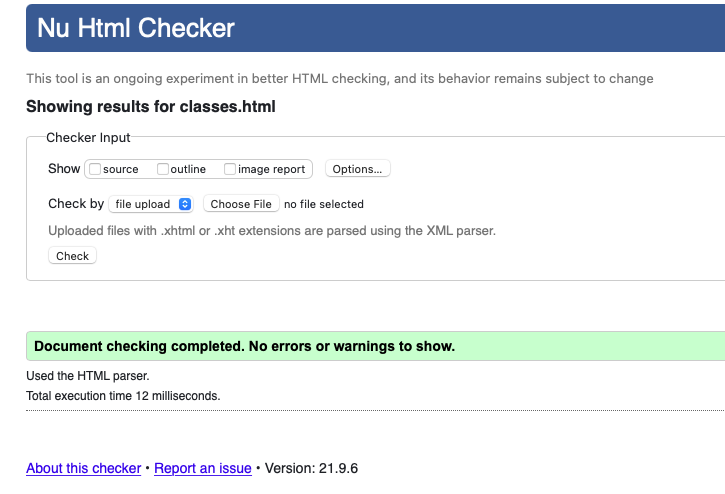 Nu Html Checker
This tool is an ongoing experiment in better HTML checking, and its behavior remains subject to change
Showing results for classes.html
Checker Input
Show source outline image report Options...
Check by file upload Choose File no file selected
Uploaded files with .xhtml or .xht extensions are parsed using the XML parser.
Check
Document checking completed. No errors or warnings to show.
Used the HTML parser.
Total execution time 12 milliseconds.
About this checker • Report an issue • Version: 21.9.6